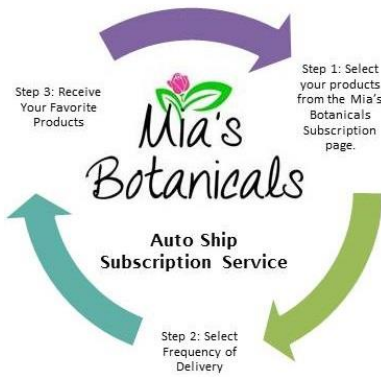 Step 1: Select
your products
from the Mia's
Botanicals
Subscription
page.
Step 3: Receive
Your Favorite
Products
Mia's
Botanicals
Auto Ship
Subscription Service
Step 2: Select
Frequency of
Delivery